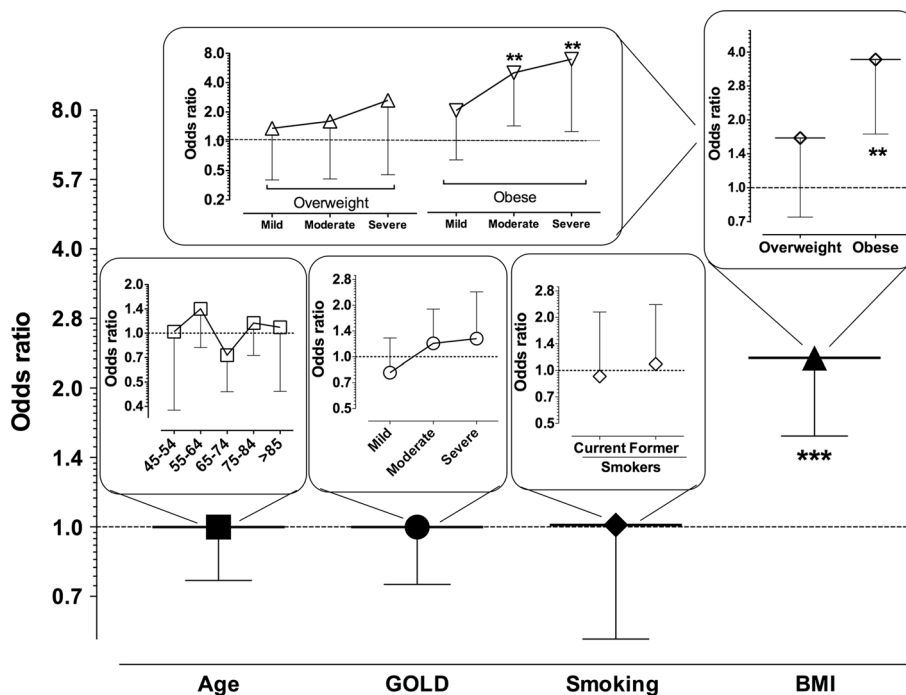 8.0
5.7
4.0
2.8
2.0
1.4
1.0
0.7
Odds ratio
Age GOLD Smoking BMI
***
8.0
4.0
2.0
1.0
0.5
0.2
Odds ratio
** **
Overweight Obese
Mild Moderate Severe Mild Moderate Severe
4.0
2.8
2.0
1.4
1.0
0.7
Odds ratio
**
Overweight Obese
2.0
1.4
1.0
0.7
0.5
0.4
Odds ratio
45-54 55-64 65-74 75-84 >85
2.8
2.0
1.4
1.0
0.7
0.5
Odds ratio
Mild Moderate Severe
2.8
2.0
1.4
1.0
0.7
0.5
Odds ratio
Current Former
Smokers